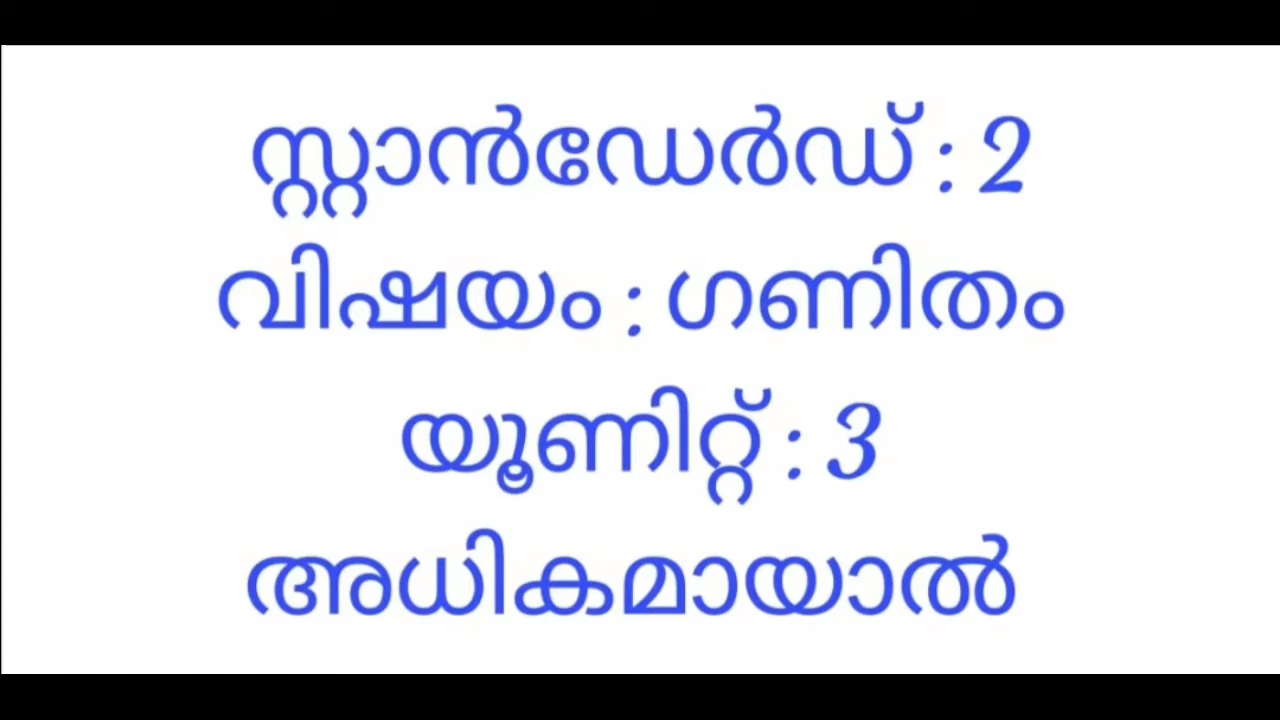 സ്റ്റാൻഡേർഡ് : 2
വിഷയം : ഗണിതം
യൂണിറ്റ് : 3
അധികമായാൽ